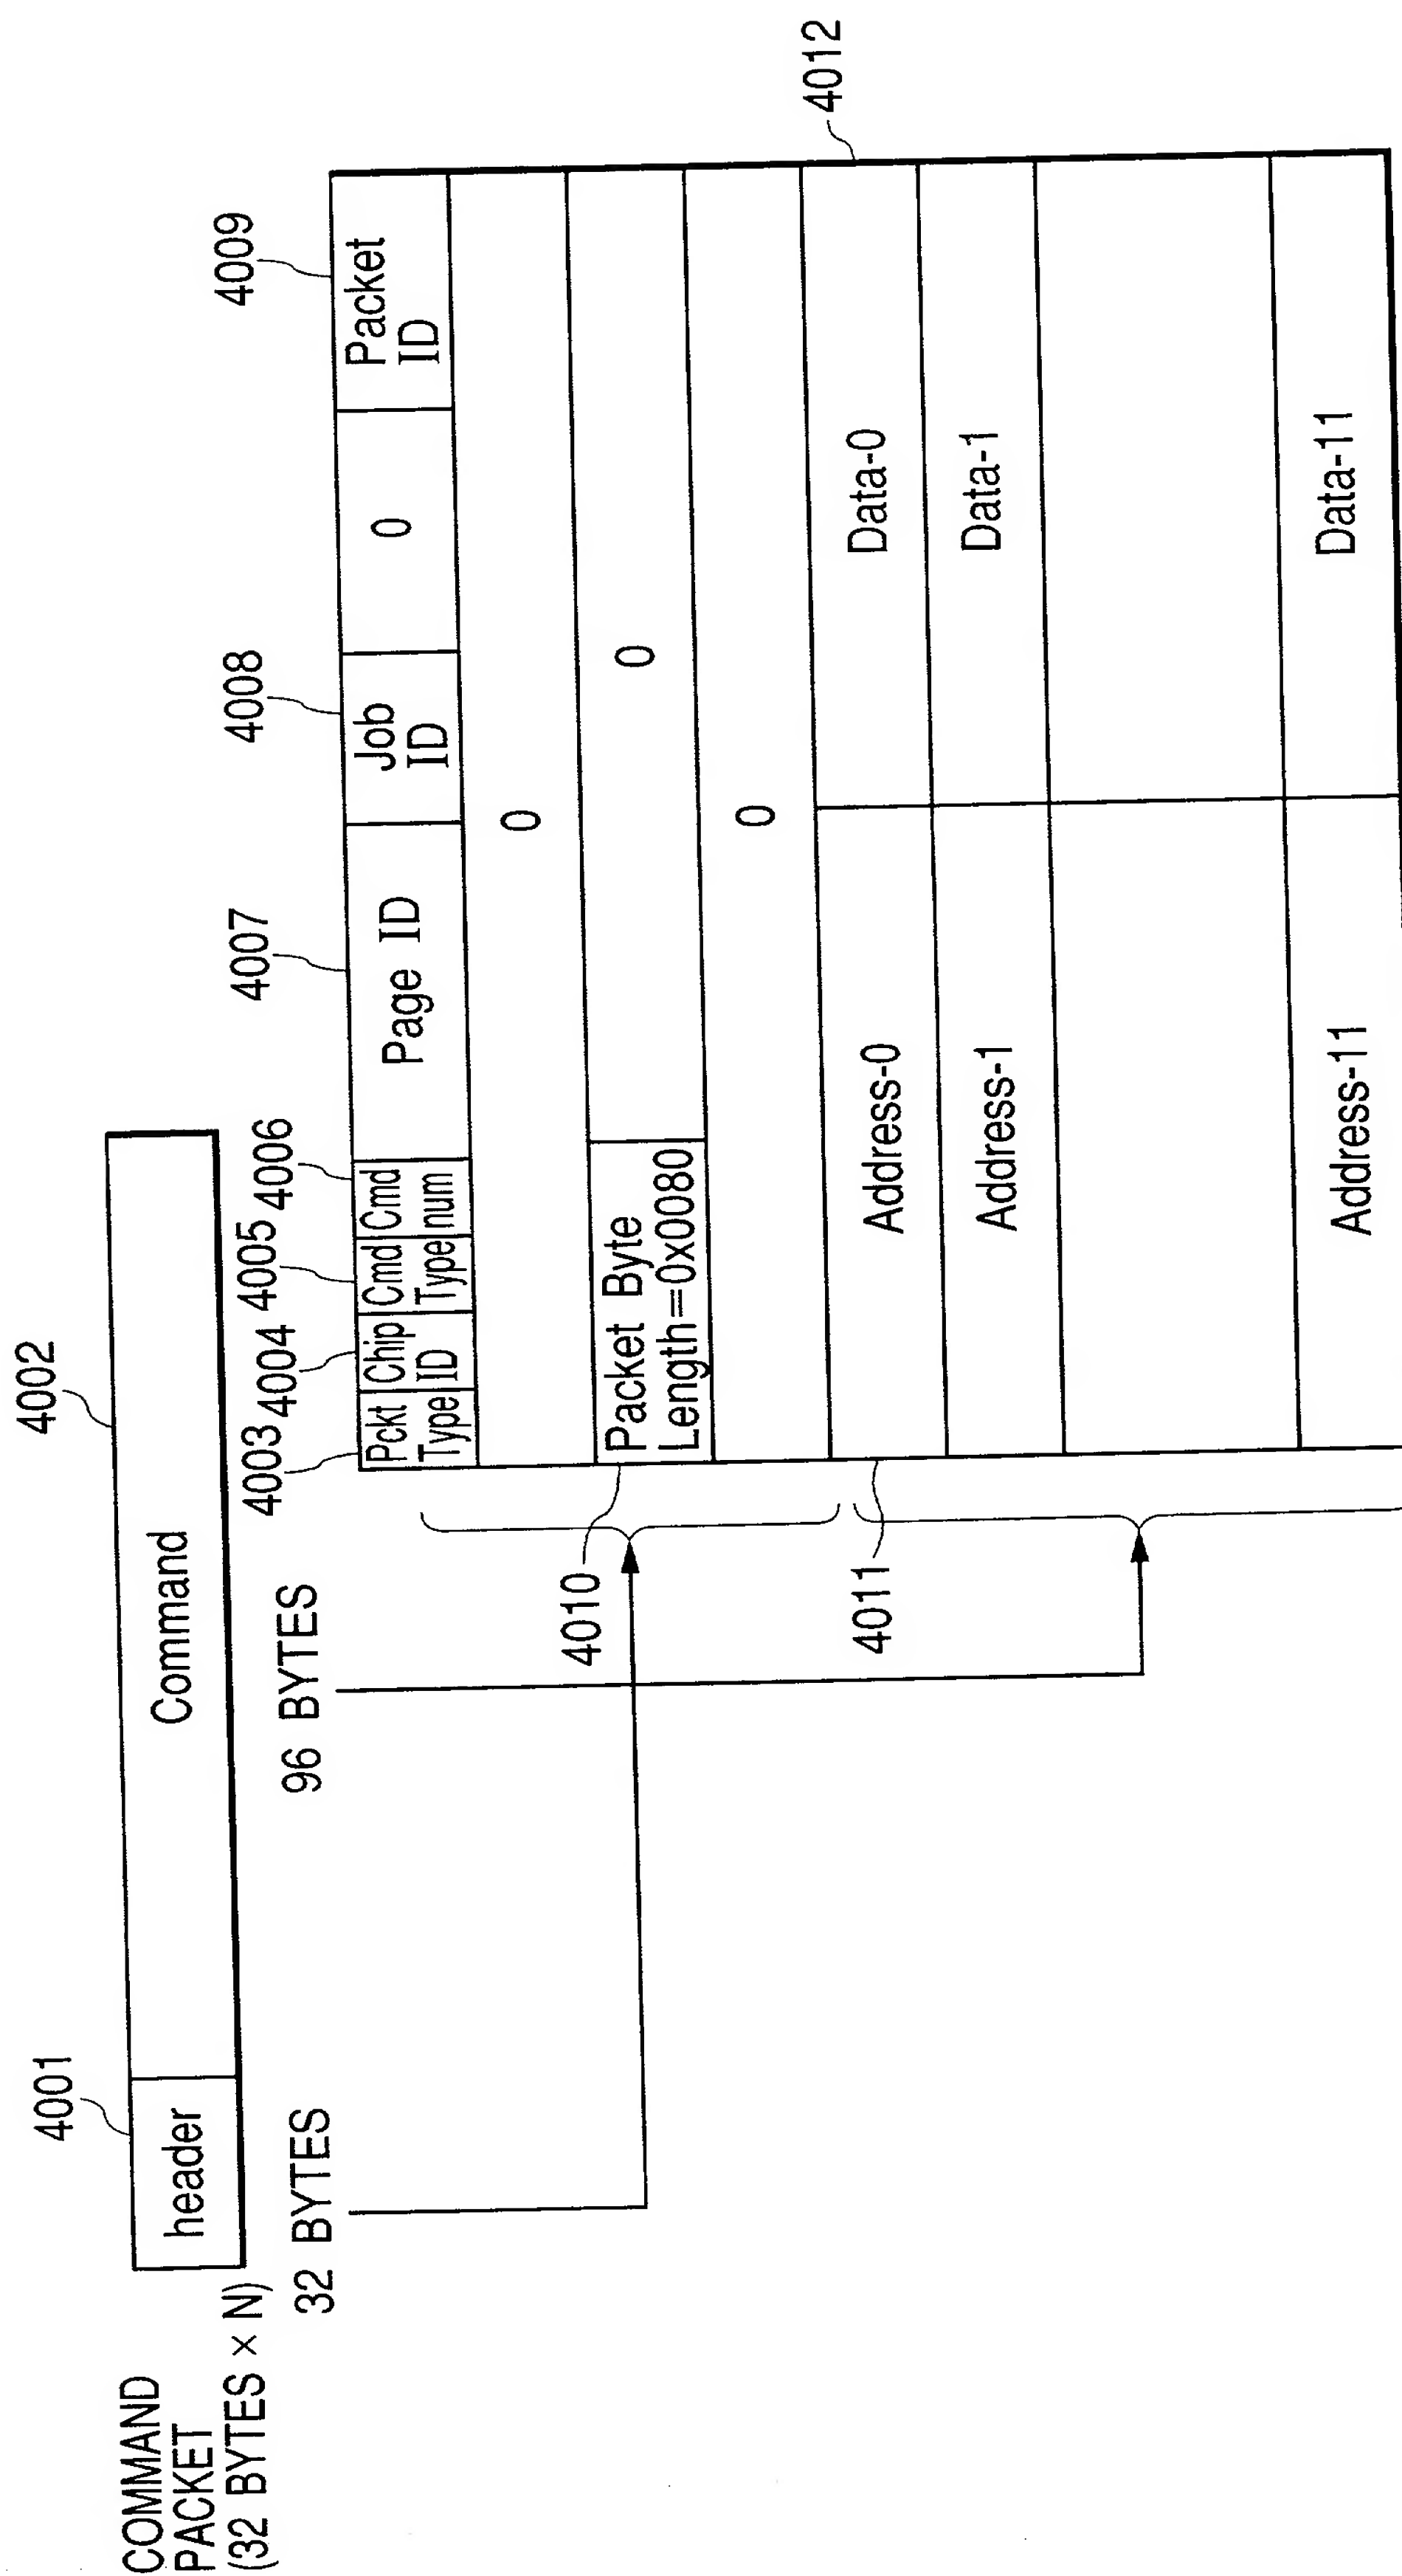 COMMAND
PACKET
(32 BYTES × N)
4001
4002
header
Command
32 BYTES
96 BYTES
4003
4004
4005
4006
4007
4008
4009
Pckt
Type
Chip
ID
Cmd
Type
Cmd
num
Page ID
Job
ID
0
Packet
ID
0
4010
Packet Byte
Length=0x0080
0
0
4011
4012
Address-0
Data-0
Address-1
Data-1
Address-11
Data-11